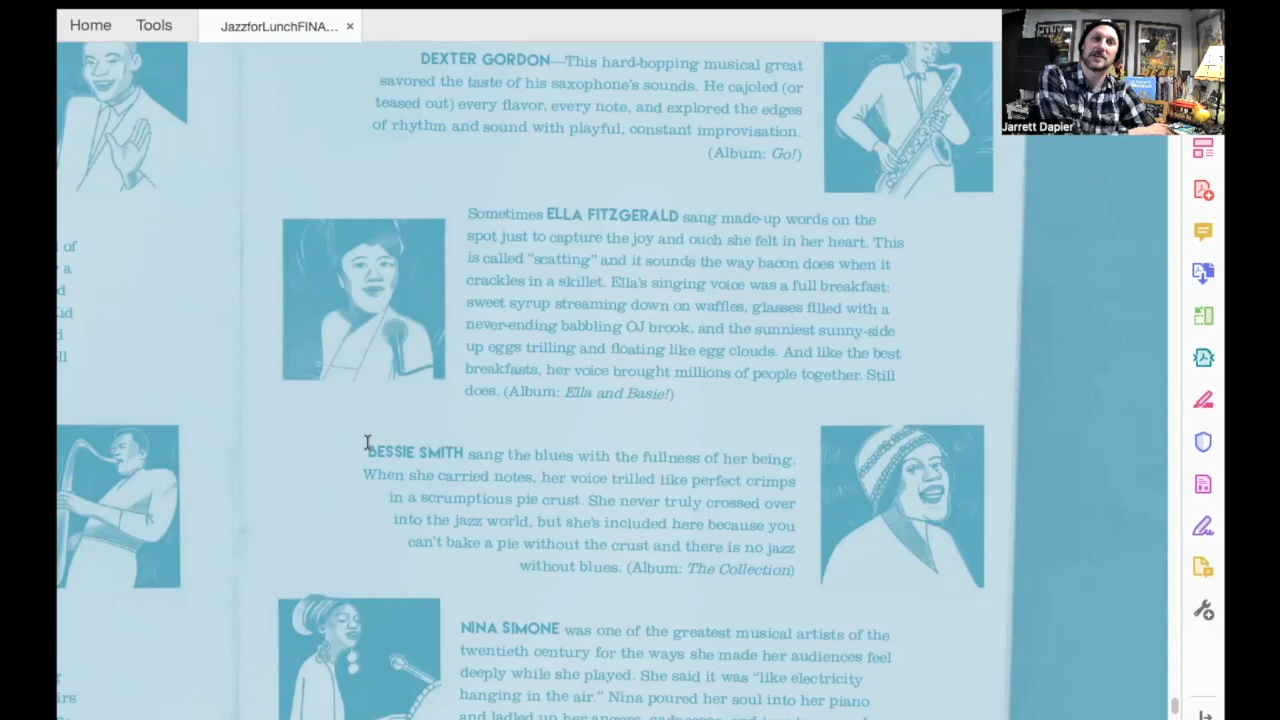 Home Tools JazzforLunchFINA... ×
Jarrett Dapier
DEXTER GORDON—This hard-bopping musical great
savored the taste of his saxophone's sounds. He cajoled (or
teased out) every flavor, every note, and explored the edges
of rhythm and sound with playful, constant improvisation.
(Album: Go!)
of
a
d
Kid
d
ll
Sometimes ELLA FITZGERALD sang made-up words on the
spot just to capture the joy and ouch she felt in her heart. This
is called "scatting" and it sounds the way bacon does when it
crackles in a skillet. Ella's singing voice was a full breakfast:
sweet syrup streaming down on waffles, glasses filled with a
never-ending babbling OJ brook, and the sunniest sunny-side
up eggs trilling and floating like egg clouds. And like the best
breakfasts, her voice brought millions of people together. Still
does. (Album: Ella and Basie!)
BESSIE SMITH sang the blues with the fullness of her being.
When she carried notes, her voice trilled like perfect crimps
in a scrumptious pie crust. She never truly crossed over
into the jazz world, but she's included here because you
can't bake a pie without the crust and there is no jazz
without blues. (Album: The Collection)
irs
NINA SIMONE was one of the greatest musical artists of the
twentieth century for the ways she made her audiences feel
deeply while she played. She said it was "like electricity
hanging in the air." Nina poured her soul into her piano
and ladled up her angers, sadnesses, and